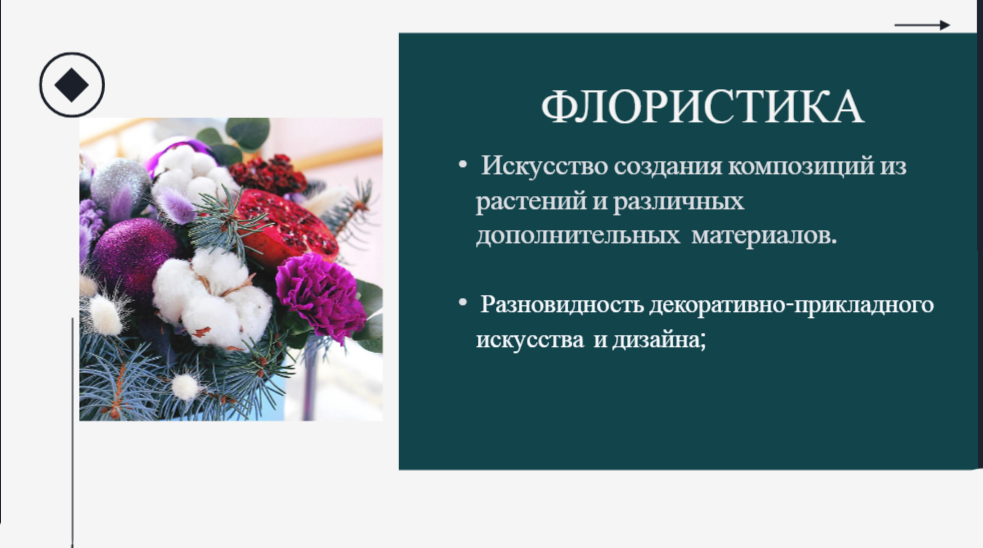 ФЛОРИСТИКА
• Искусство создания композиций из
растений и различных
дополнительных материалов.
• Разновидность декоративно-прикладного
искусства и дизайна;